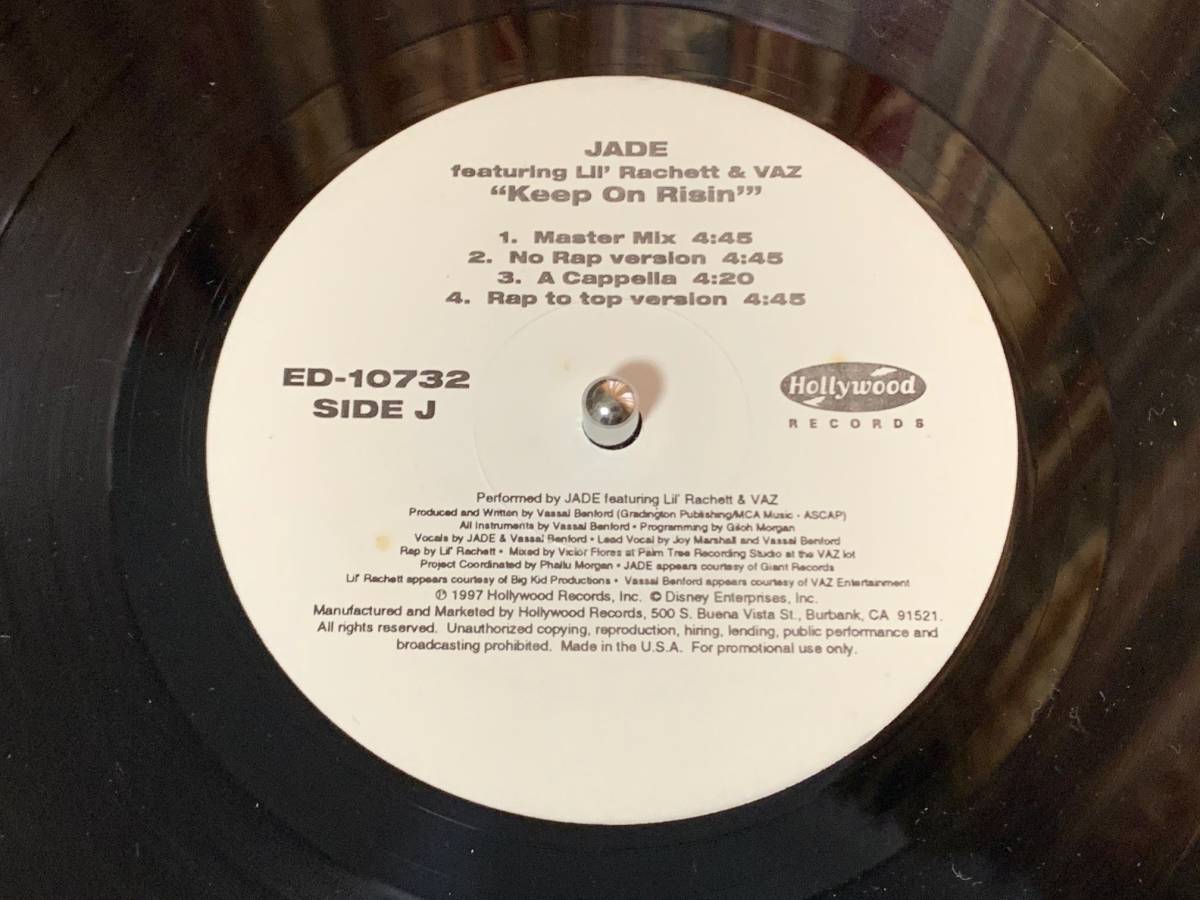 JADE
featuring Lil' Rachett & VAZ
“Keep On Risin'”
1. Master Mix 4:45
2. No Rap version 4:45
3. A Cappella 4:20
4. Rap to top version 4:45
ED-10732
SIDE J
Hollywood
RECORDS
Performed by JADE featuring Lil' Rachett & VAZ
Produced and Written by Vassal Benford (Gradington Publishing/MCA Music - ASCAP)
All Instruments by Vassal Benford • Programming by Giloh Morgan
Vocals by JADE & Vassal Benford • Lead Vocal by Joy Marshall and Vassal Benford
Rap by Lil' Rachett • Mixed by Victor Flores at Palm Tree Recording Studio at the VAZ lot
Project Coordinated by Phallu Morgan • JADE appears courtesy of Giant Records
Lil' Rachett appears courtesy of Big Kid Productions • Vassal Benford appears courtesy of VAZ Entertainment
℗ 1997 Hollywood Records, Inc. © Disney Enterprises, Inc.
Manufactured and Marketed by Hollywood Records, 500 S. Buena Vista St., Burbank, CA 91521.
All rights reserved. Unauthorized copying, reproduction, hiring, lending, public performance and
broadcasting prohibited. Made in the U.S.A. For promotional use only.